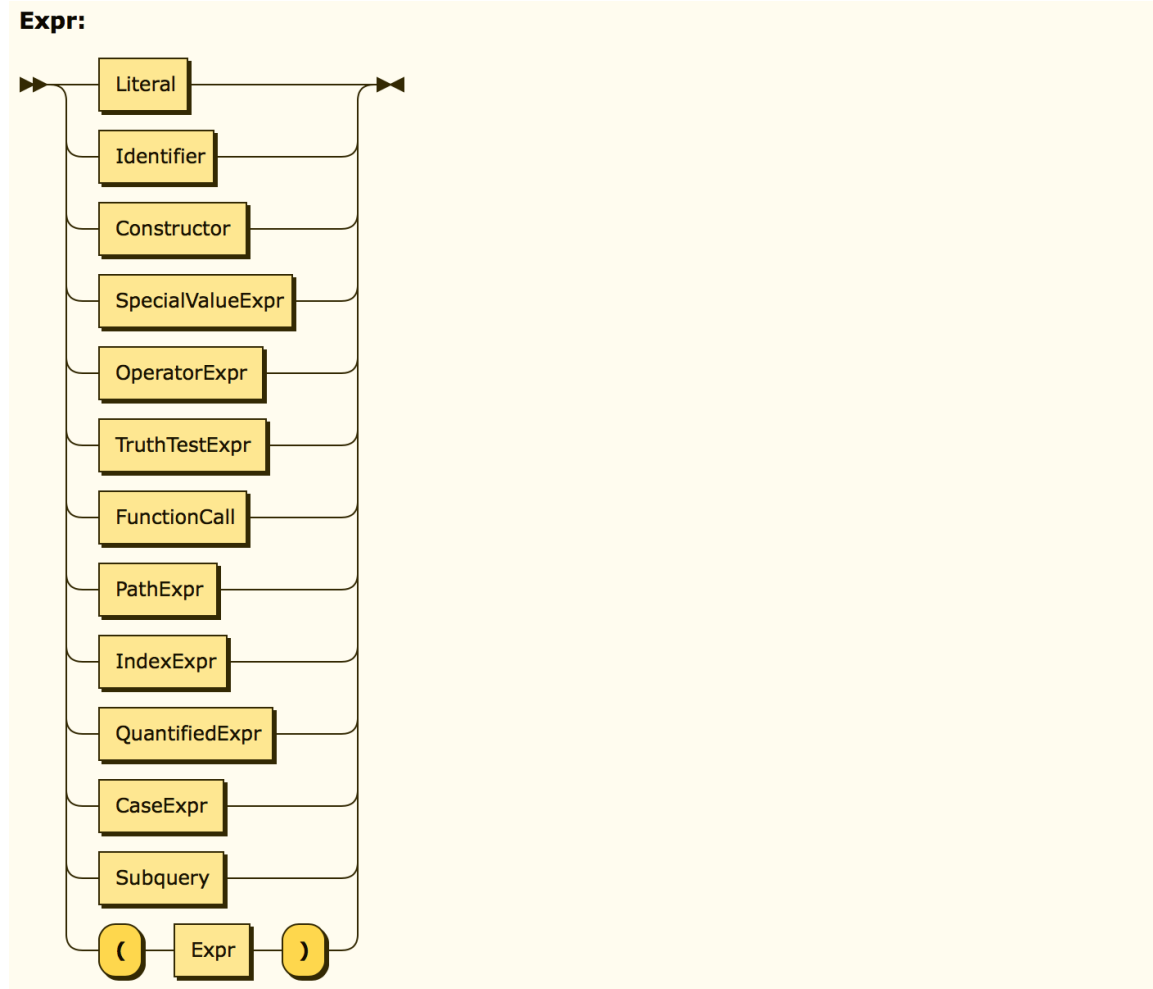 Expr:
Literal
Identifier
Constructor
SpecialValueExpr
OperatorExpr
TruthTestExpr
FunctionCall
PathExpr
IndexExpr
QuantifiedExpr
CaseExpr
Subquery
( Expr )